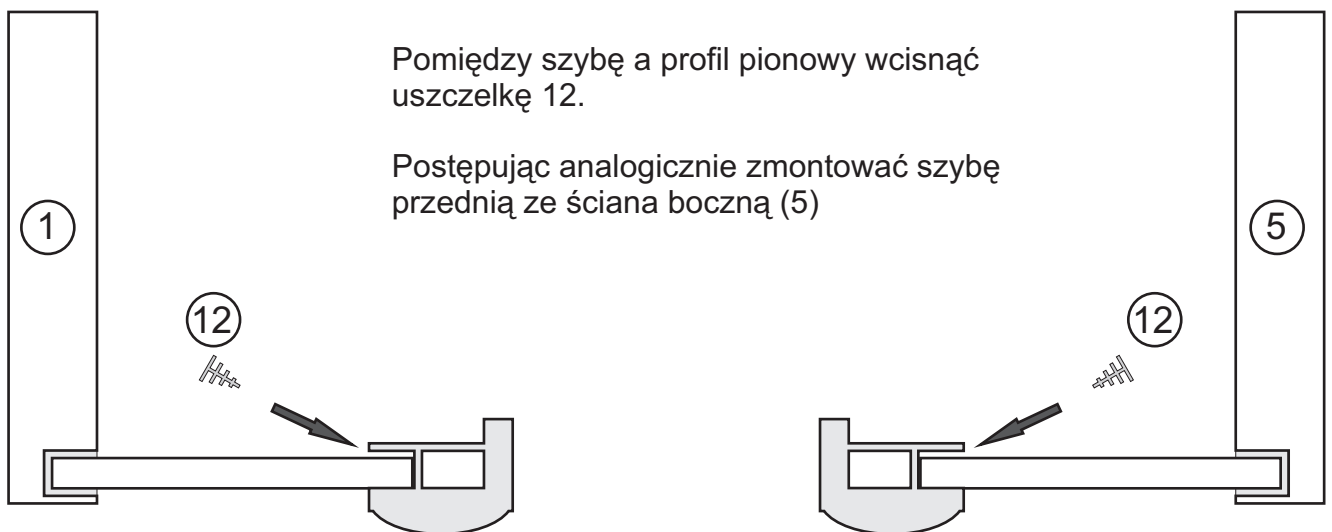 Pomiędzy szybę a profil pionowy wcisnąć
uszczelkę 12.
Postępując analogicznie zmontować szybę
przednią ze ściana boczną (5)
1
5
12
12